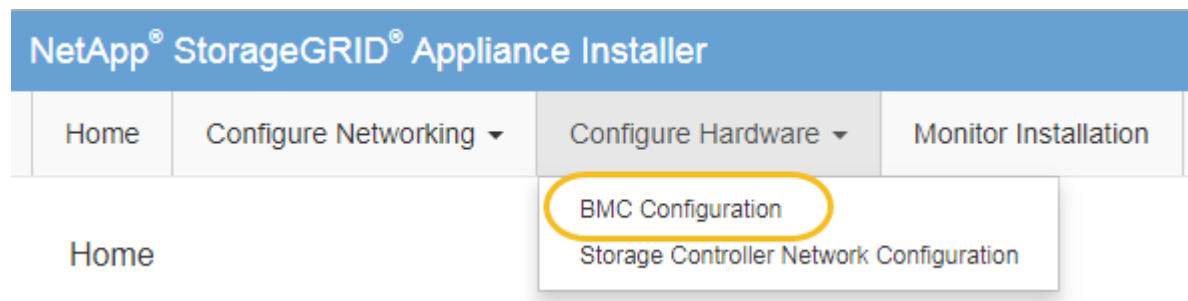 NetApp® StorageGRID® Appliance Installer
Home Configure Networking Configure Hardware Monitor Installation
BMC Configuration
Home
Storage Controller Network Configuration